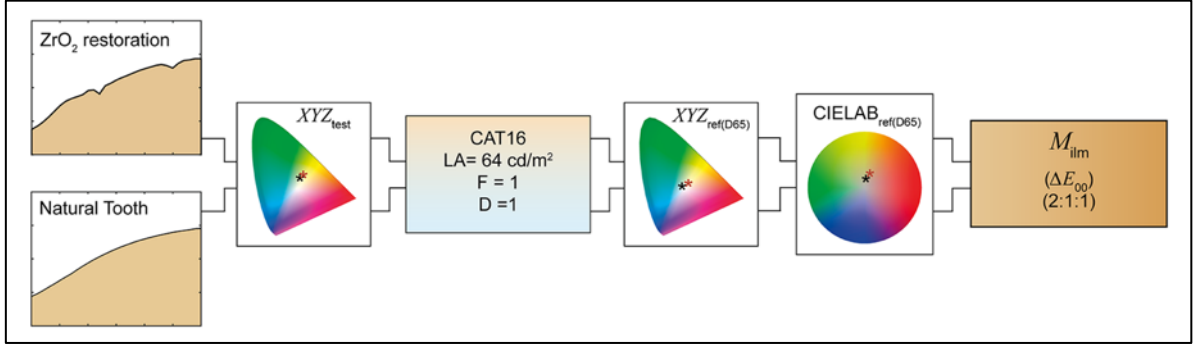 ZrO₂ restoration
Natural Tooth
XYZtest
CAT16
LA= 64 cd/m²
F = 1
D =1
XYZref(D65)
CIELABref(D65)
Milm
(ΔE₀₀)
(2:1:1)